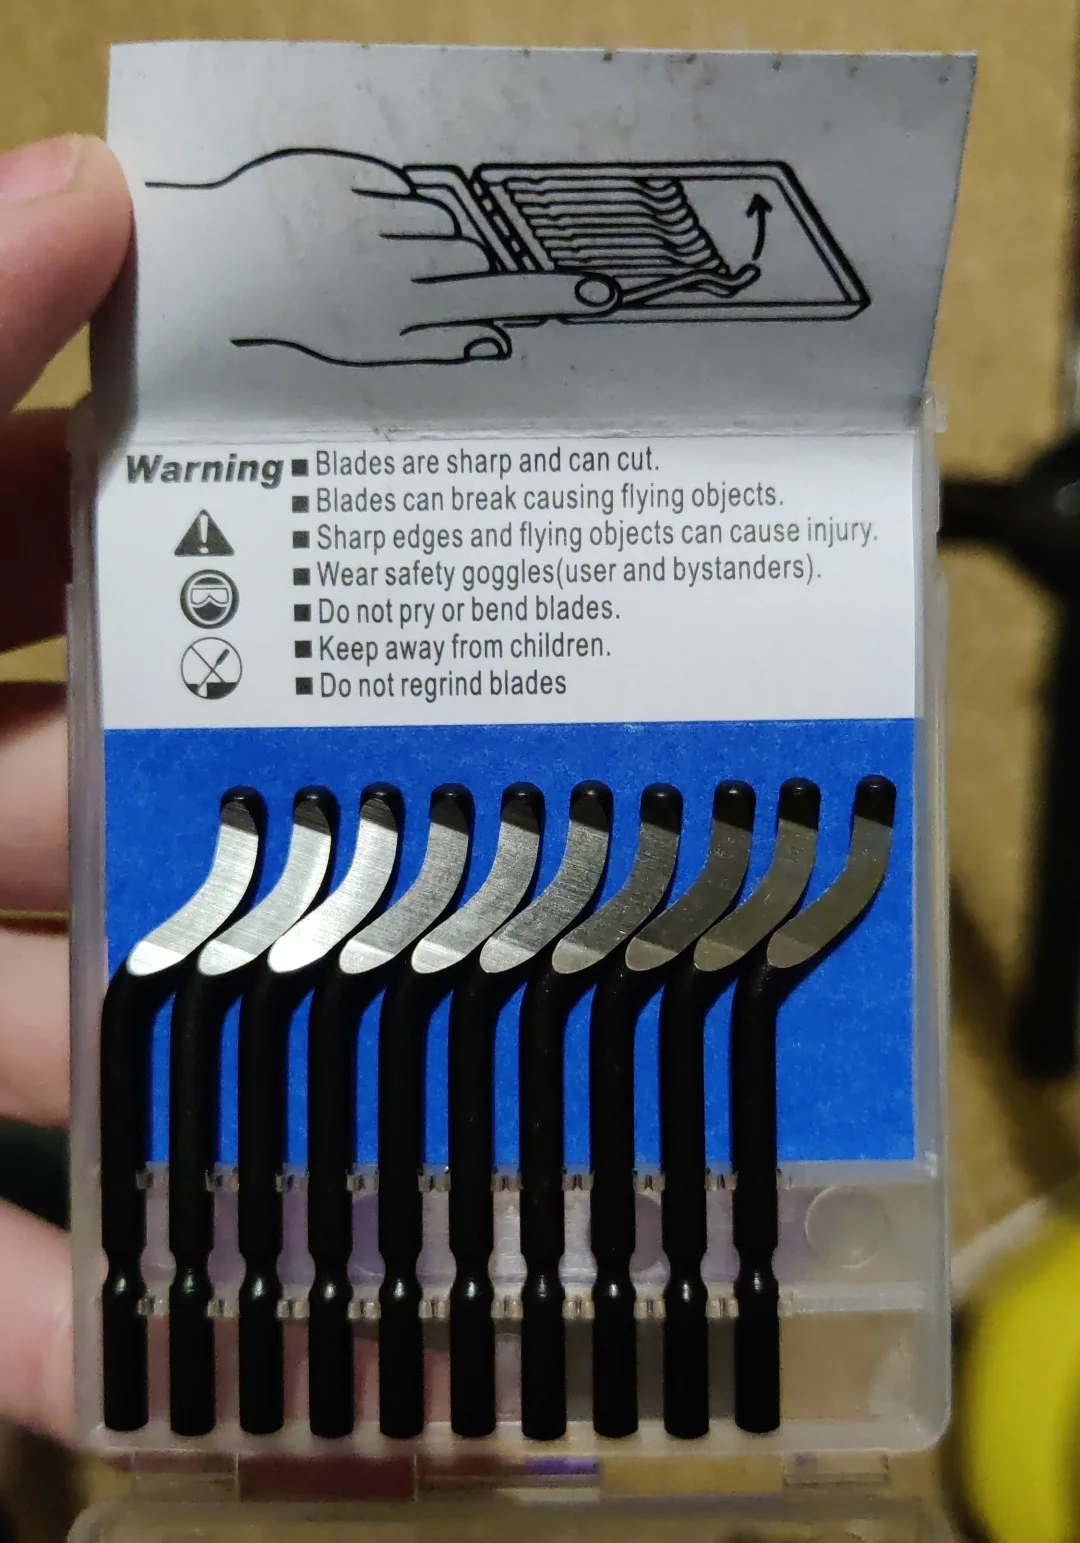 Warning ■ Blades are sharp and can cut.
■ Blades can break causing flying objects.
■ Sharp edges and flying objects can cause injury.
■ Wear safety goggles(user and bystanders).
■ Do not pry or bend blades.
■ Keep away from children.
■ Do not regrind blades